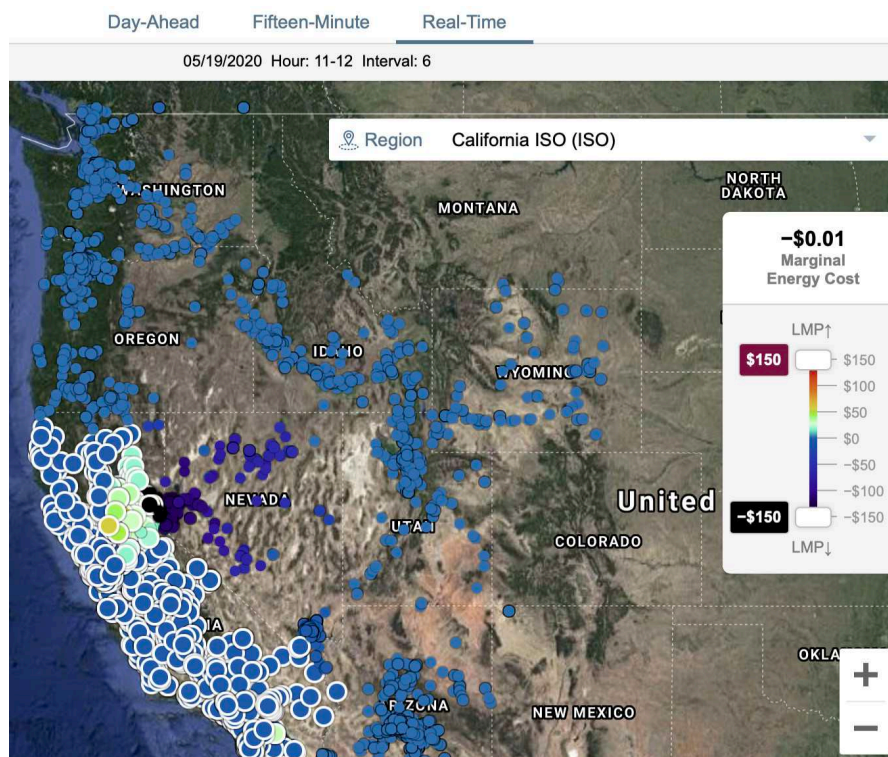 Day-Ahead Fifteen-Minute Real-Time
05/19/2020 Hour: 11-12 Interval: 6
Region California ISO (ISO)
WASHINGTON
MONTANA
NORTH
DAKOTA
−$0.01
Marginal
Energy Cost
OREGON
IDAHO
WYOMING
LMP↑
$150 $150
$100
$50
$0
−$50
−$100
−$150 −$150
LMP↓
NEVADA
UTAH
United
COLORADO
IA
OKLA
ARIZONA
NEW MEXICO
+
−